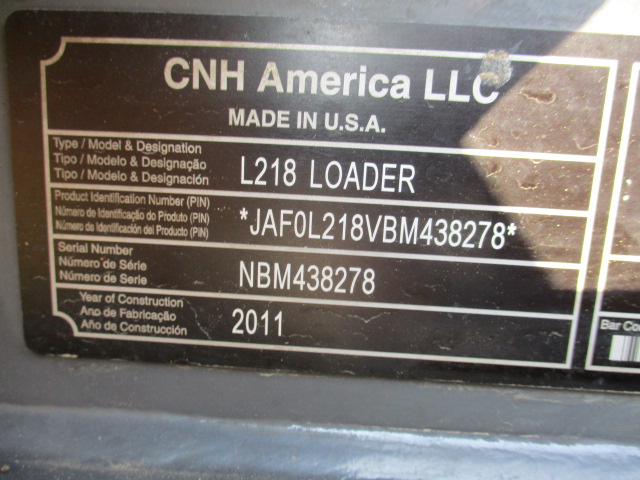 CNH America LLC
MADE IN U.S.A.
Type / Model & Designation
Tipo / Modelo & Designação
Tipo / Modelo & Designación
L218 LOADER
Product Identification Number (PIN)
Número de Identificação do Produto (PIN)
Número de Identificación del Producto (PIN)
*JAF0L218VBM438278*
Serial Number
Número de Série
Número de Serie
NBM438278
Year of Construction
Ano de Fabricação
Año de Construcción
2011
Bar Co